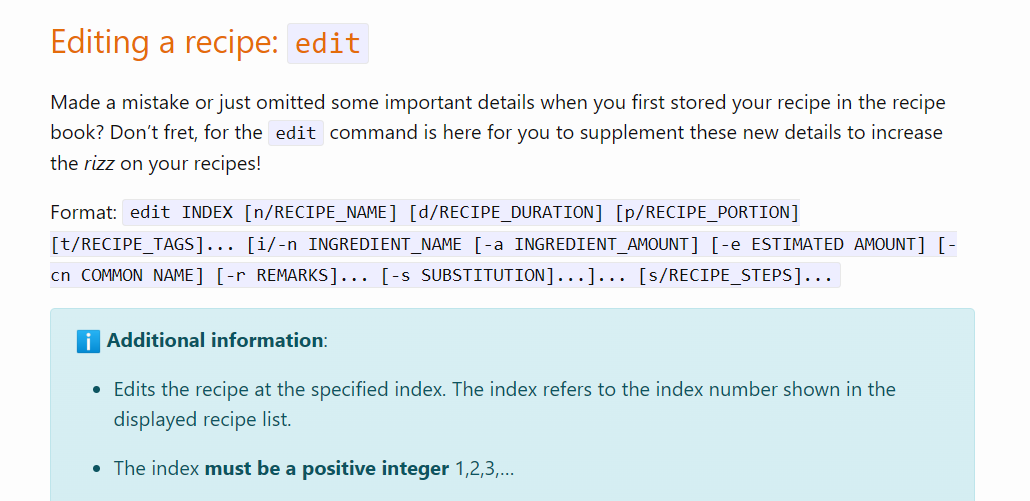 Editing a recipe: edit
Made a mistake or just omitted some important details when you first stored your recipe in the recipe
book? Don’t fret, for the edit command is here for you to supplement these new details to increase
the rizz on your recipes!
Format: edit INDEX [n/RECIPE_NAME] [d/RECIPE_DURATION] [p/RECIPE_PORTION]
[t/RECIPE_TAGS]... [i/-n INGREDIENT_NAME [-a INGREDIENT_AMOUNT] [-e ESTIMATED AMOUNT] [-
cn COMMON NAME] [-r REMARKS]... [-s SUBSTITUTION]...]... [s/RECIPE_STEPS]...
ℹ️ Additional information:
• Edits the recipe at the specified index. The index refers to the index number shown in the
displayed recipe list.
• The index must be a positive integer 1,2,3,…